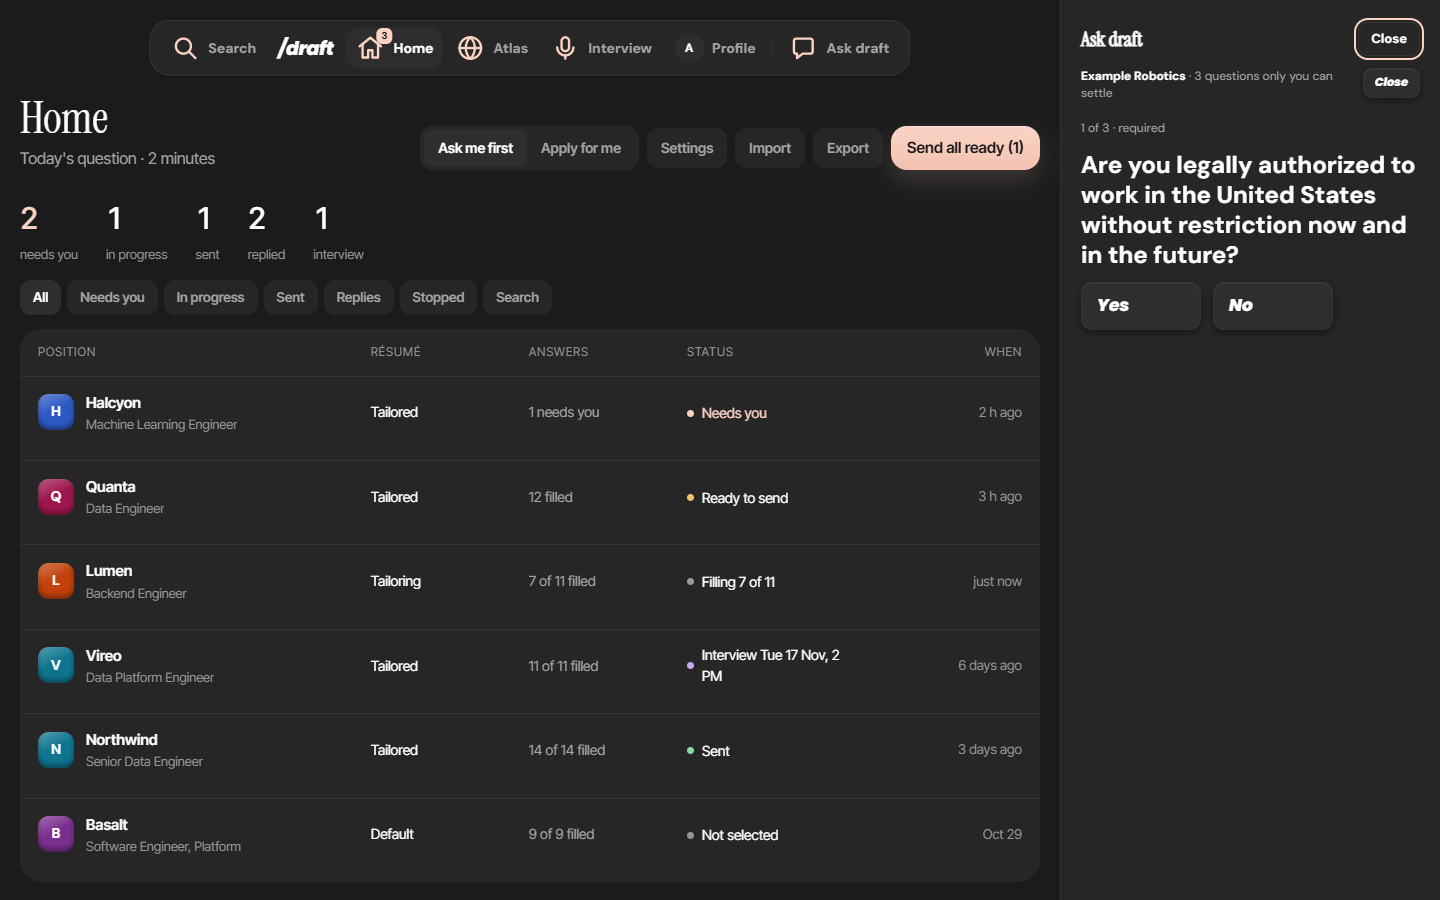 Search
/draft
3
Home
Atlas
Interview
A
Profile
Ask draft
Home
Today's question · 2 minutes
Ask me first
Apply for me
Settings
Import
Export
Send all ready (1)
2
needs you
1
in progress
1
sent
2
replied
1
interview
All
Needs you
In progress
Sent
Replies
Stopped
Search
POSITION
RÉSUMÉ
ANSWERS
STATUS
WHEN
H
Halcyon
Machine Learning Engineer
Tailored
1 needs you
Needs you
2 h ago
Q
Quanta
Data Engineer
Tailored
12 filled
Ready to send
3 h ago
L
Lumen
Backend Engineer
Tailoring
7 of 11 filled
Filling 7 of 11
just now
V
Vireo
Data Platform Engineer
Tailored
11 of 11 filled
Interview Tue 17 Nov, 2
PM
6 days ago
N
Northwind
Senior Data Engineer
Tailored
14 of 14 filled
Sent
3 days ago
B
Basalt
Software Engineer, Platform
Default
9 of 9 filled
Not selected
Oct 29
Ask draft
Close
Example Robotics · 3 questions only you can
settle
Close
1 of 3 · required
Are you legally authorized to
work in the United States
without restriction now and
in the future?
Yes
No